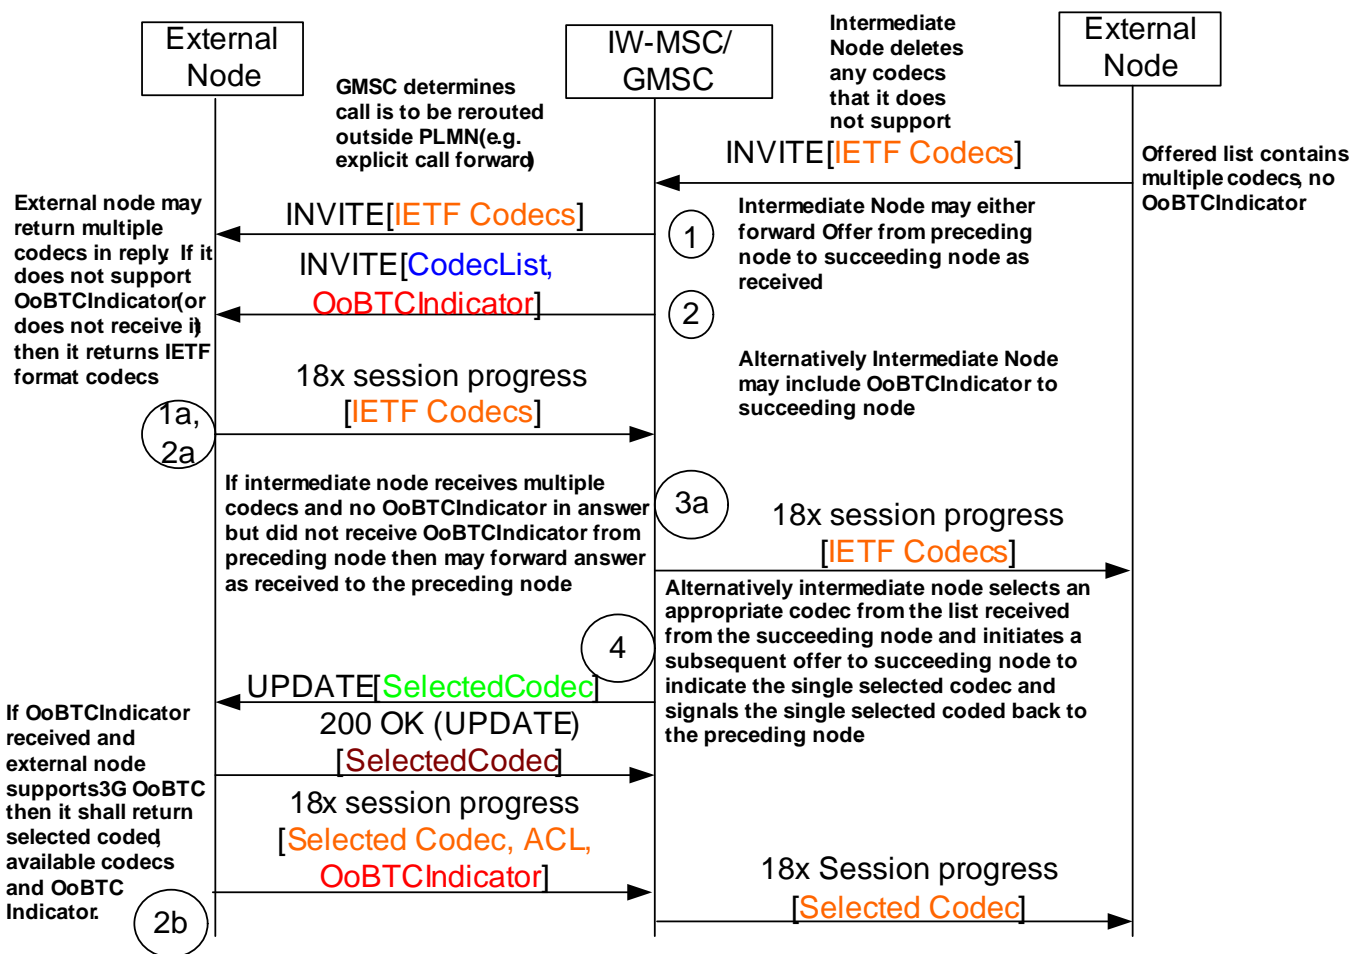 External
Node
IW-MSC/
GMSC
External
Node
Intermediate
Node deletes
any codecs
that it does
not support
GMSC determines
call is to be rerouted
outside PLMN(e.g.
explicit call forward)
INVITE[IETF Codecs]
Offered list contains
multiple codecs, no
OoBTCIndicator
External node may
return multiple
codecs in reply. If it
does not support
OoBTCIndicator(or
does not receive it)
then it returns IETF
format codecs
INVITE[IETF Codecs]
1
Intermediate Node may either
forward Offer from preceding
node to succeeding node as
received
INVITE[CodecList,
OoBTCIndicator]
2
Alternatively Intermediate Node
may include OoBTCIndicator to
succeeding node
18x session progress
[IETF Codecs]
1a,
2a
If intermediate node receives multiple
codecs and no OoBTCIndicator in answer
but did not receive OoBTCIndicator from
preceding node then may forward answer
as received to the preceding node
3a
18x session progress
[IETF Codecs]
Alternatively intermediate node selects an
appropriate codec from the list received
from the succeeding node and initiates a
subsequent offer to succeeding node to
indicate the single selected codec and
signals the single selected coded back to
the preceding node
4
UPDATE[SelectedCodec]
200 OK (UPDATE)
[SelectedCodec]
If OoBTCIndicator
received and
external node
supports3G OoBTC
then it shall return
selected coded,
available codecs
and OoBTC
Indicator.
18x session progress
[Selected Codec, ACL,
OoBTCIndicator]
2b
18x Session progress
[Selected Codec]